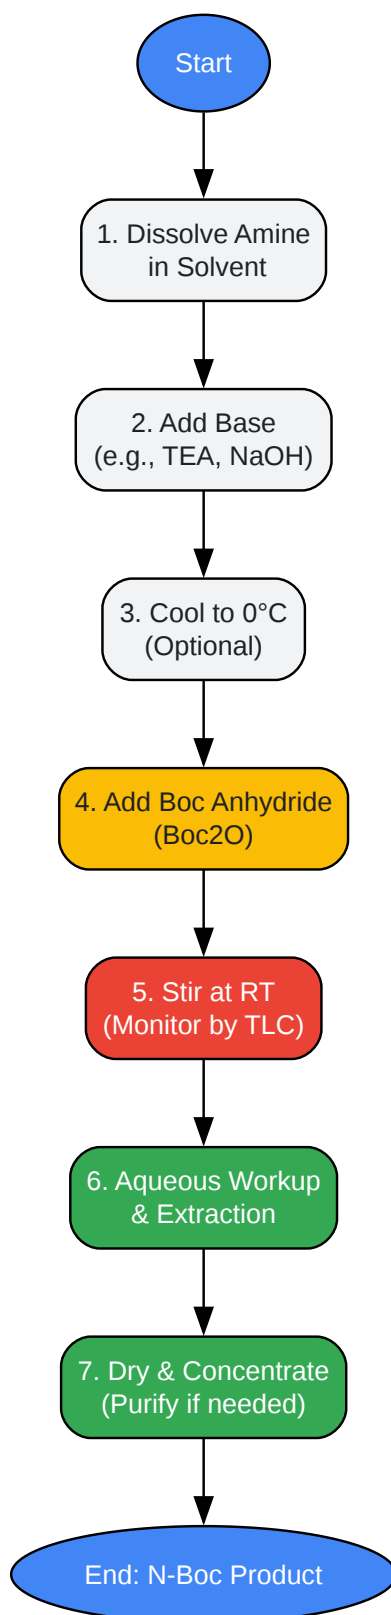 Start
1. Dissolve Amine
in Solvent
2. Add Base
(e.g., TEA, NaOH)
3. Cool to 0°C
(Optional)
4. Add Boc Anhydride
(Boc2O)
5. Stir at RT
(Monitor by TLC)
6. Aqueous Workup
& Extraction
7. Dry & Concentrate
(Purify if needed)
End: N-Boc Product